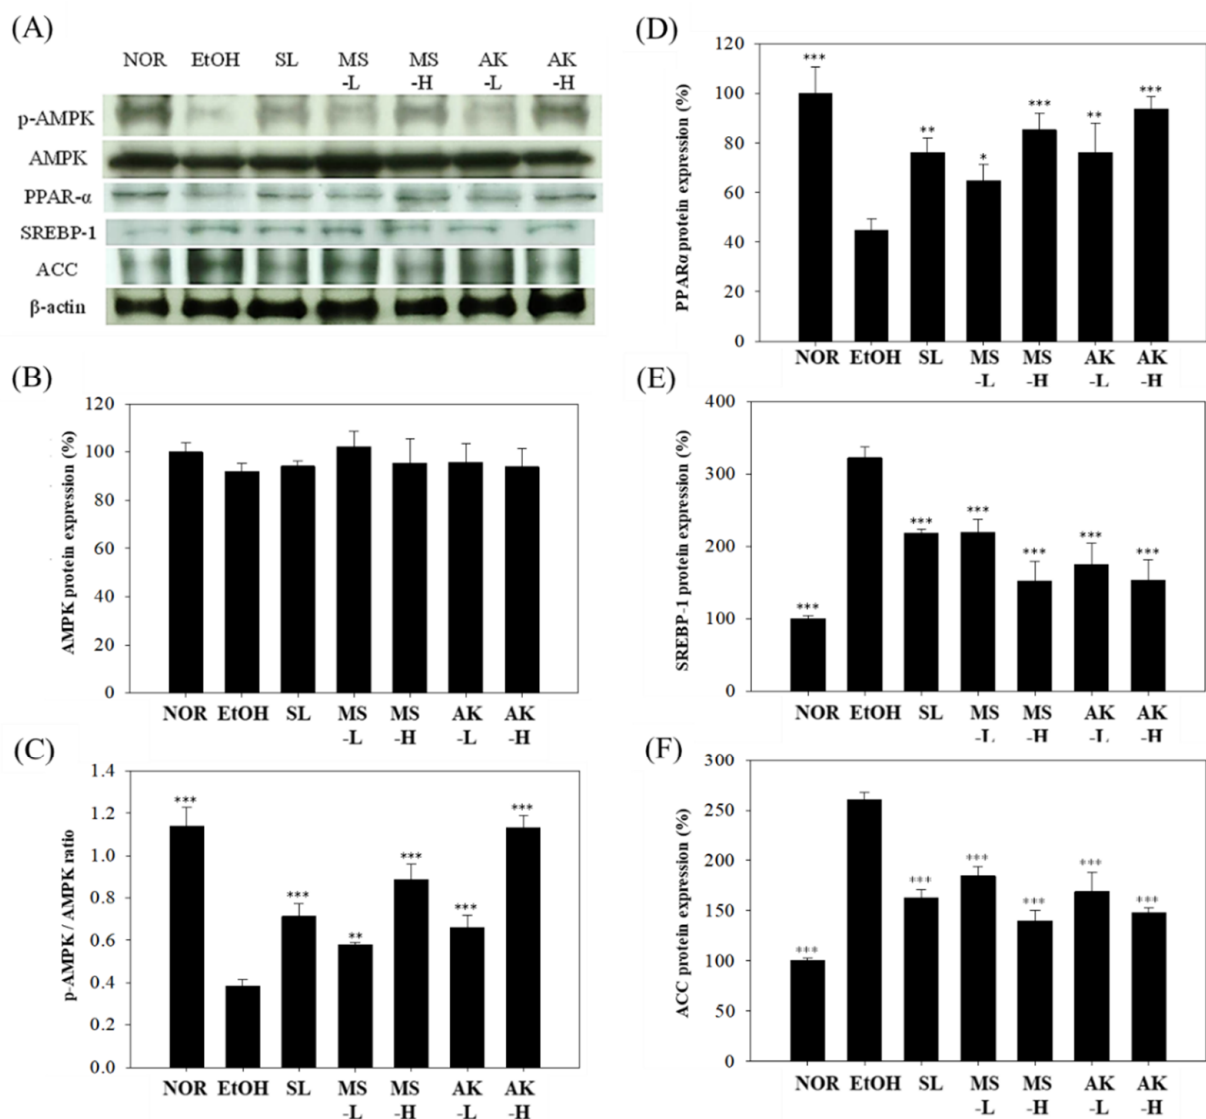 (A)
NOR EtOH SL MS MS AK AK
-L -H -L -H
p-AMPK
AMPK
PPAR-α
SREBP-1
ACC
β-actin
(B)
AMPK protein expression (%)
120
100
80
60
40
20
0
NOR EtOH SL MS MS AK AK
-L -H -L -H
(C)
p-AMPK / AMPK ratio
1.4
1.2
1.0
0.8
0.6
0.4
0.2
0.0
*** *** ** *** *** ***
NOR EtOH SL MS MS AK AK
-L -H -L -H
(D)
PPARα protein expression (%)
120
100
80
60
40
20
0
*** ** * *** ** ***
NOR EtOH SL MS MS AK AK
-L -H -L -H
(E)
SREBP-1 protein expression (%)
400
300
200
100
0
*** *** *** *** *** ***
NOR EtOH SL MS MS AK AK
-L -H -L -H
(F)
ACC protein expression (%)
300
250
200
150
100
50
0
*** *** *** *** *** ***
NOR EtOH SL MS MS AK AK
-L -H -L -H